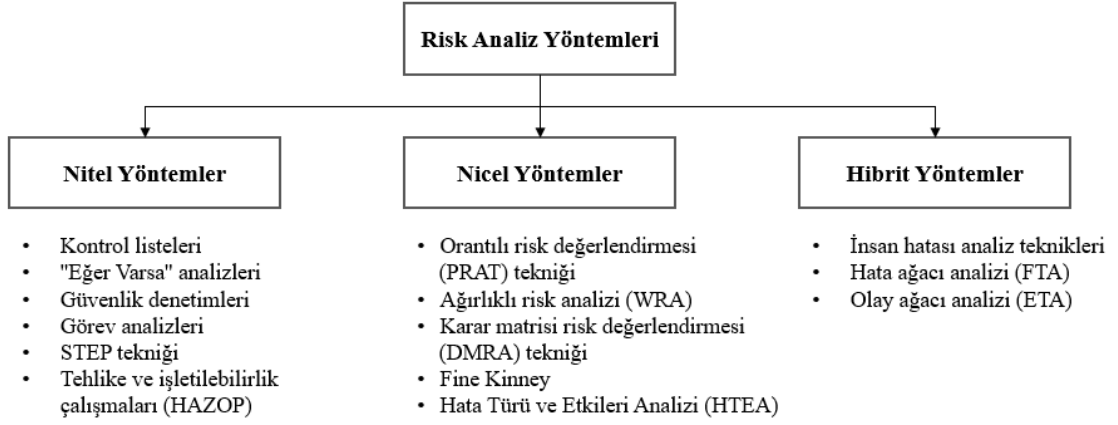 Risk Analiz Yöntemleri
Nitel Yöntemler
• Kontrol listeleri
• "Eğer Varsa" analizleri
• Güvenlik denetimleri
• Görev analizleri
• STEP tekniği
• Tehlike ve işletilebilirlik
çalışmaları (HAZOP)
Nicel Yöntemler
• Orantılı risk değerlendirmesi
(PRAT) tekniği
• Ağırlıklı risk analizi (WRA)
• Karar matrisi risk değerlendirmesi
(DMRA) tekniği
• Fine Kinney
• Hata Türü ve Etkileri Analizi (HTEA)
Hibrit Yöntemler
• İnsan hatası analiz teknikleri
• Hata ağacı analizi (FTA)
• Olay ağacı analizi (ETA)